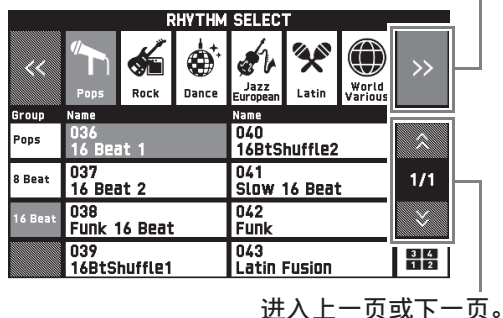 RHYTHM SELECT
<<
Pops
Rock
Dance
Jazz
European
Latin
World
Various
>>
Group
Name
Name
Pops
036
16 Beat 1
040
16BtShuffle2
8 Beat
037
16 Beat 2
041
Slow 16 Beat
1/1
16 Beat
038
Funk 16 Beat
042
Funk
039
16BtShuffle1
043
Latin Fusion
3 4
1 2
进入上一页或下一页。